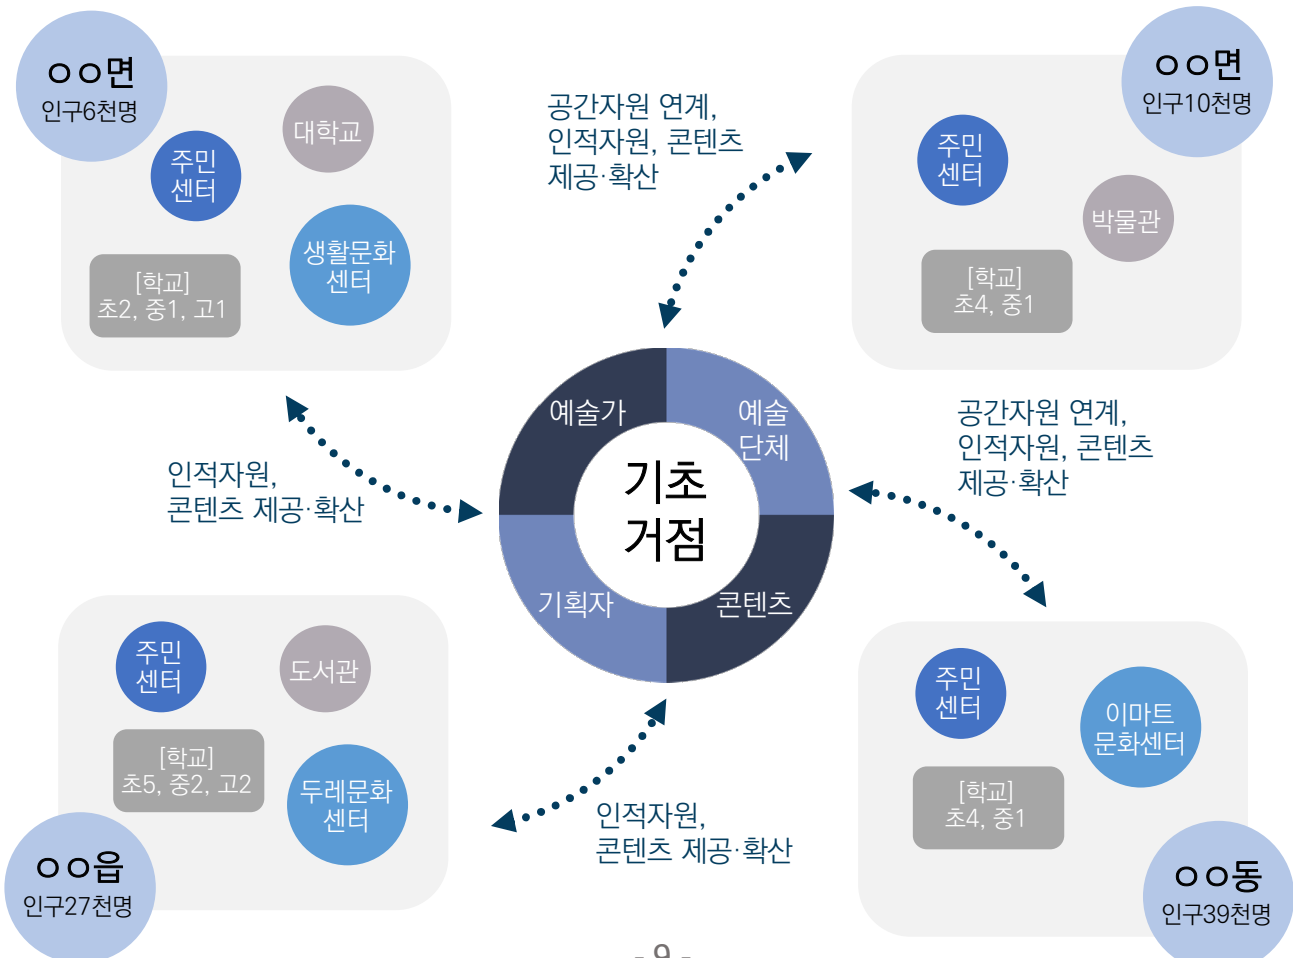 ㅇㅇ면
인구6천명
대학교
주민
센터
생활문화
센터
[학교]
초2, 중1, 고1
공간자원 연계,
인적자원, 콘텐츠
제공·확산
ㅇㅇ면
인구10천명
주민
센터
박물관
[학교]
초4, 중1
인적자원,
콘텐츠 제공·확산
예술가
예술
단체
기초
거점
기획자
콘텐츠
공간자원 연계,
인적자원, 콘텐츠
제공·확산
주민
센터
도서관
[학교]
초5, 중2, 고2
두레문화
센터
ㅇㅇ읍
인구27천명
인적자원,
콘텐츠 제공·확산
주민
센터
이마트
문화센터
[학교]
초4, 중1
ㅇㅇ동
인구39천명
- 9 -